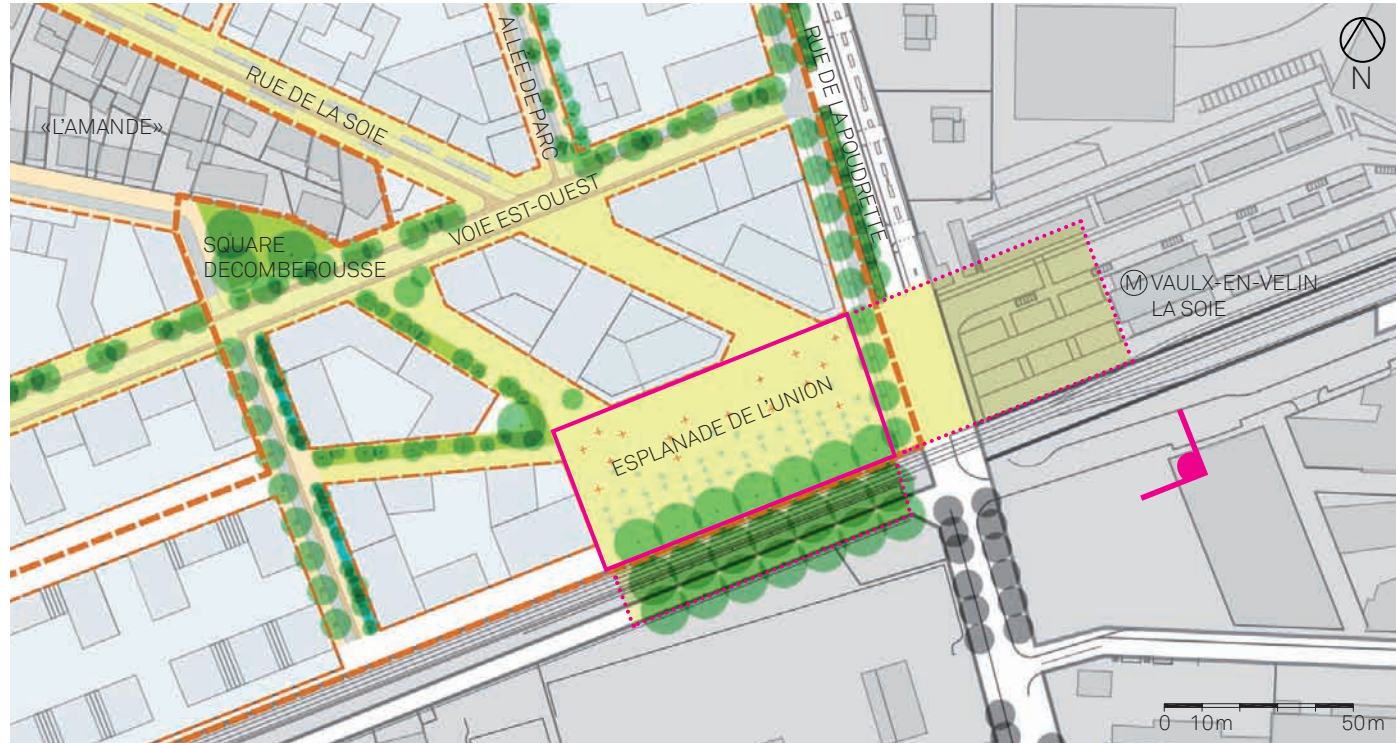 N
ALLÉE DE PARC
RUE DE LA POUDRETTE
RUE DE LA SOIE
«L'AMANDE»
VOIE EST-OUEST
SQUARE
DECOMBEROUSSE
M VAULX-EN-VELIN
LA SOIE
ESPLANADE DE L'UNION
0 10m 50m